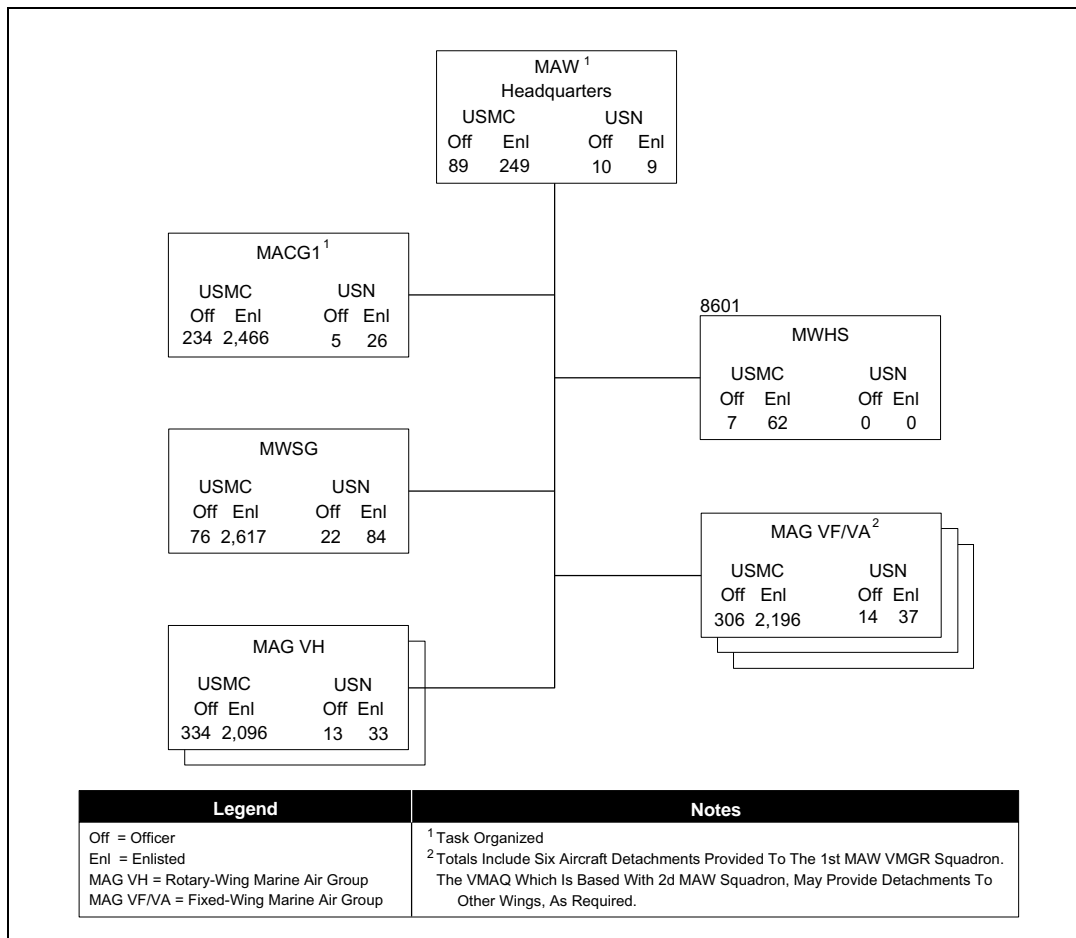 MAW 1
Headquarters
USMC USN
Off Enl Off Enl
89 249 10 9
MACG1 1
USMC USN
Off Enl Off Enl
234 2,466 5 26
8601
MWHS
USMC USN
Off Enl Off Enl
7 62 0 0
MWSG
USMC USN
Off Enl Off Enl
76 2,617 22 84
MAG VF/VA 2
USMC USN
Off Enl Off Enl
306 2,196 14 37
MAG VH
USMC USN
Off Enl Off Enl
334 2,096 13 33
Legend
Off = Officer
Enl = Enlisted
MAG VH = Rotary-Wing Marine Air Group
MAG VF/VA = Fixed-Wing Marine Air Group
Notes
1 Task Organized
2 Totals Include Six Aircraft Detachments Provided To The 1st MAW VMGR Squadron.
The VMAQ Which Is Based With 2d MAW Squadron, May Provide Detachments To
Other Wings, As Required.